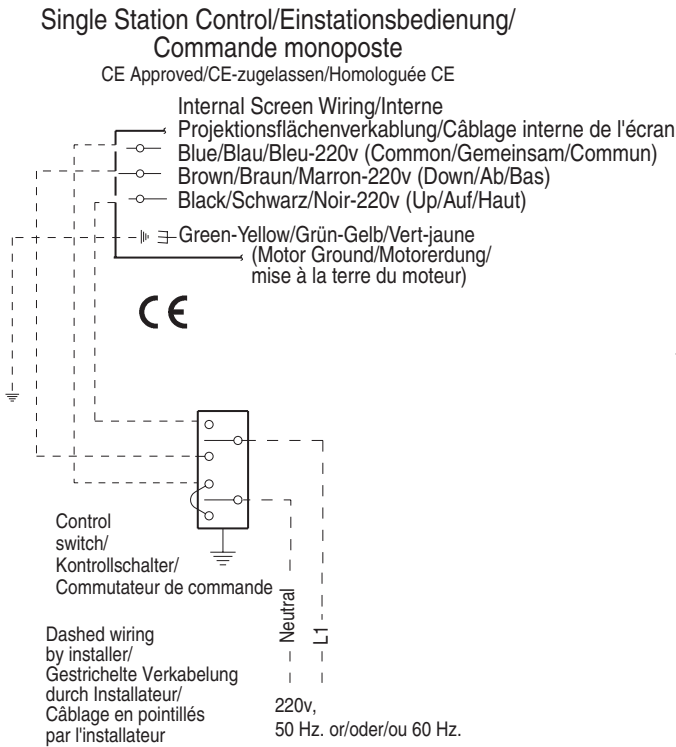 Single Station Control/Einstationsbedienung/
Commande monoposte
CE Approved/CE-zugelassen/Homologuée CE
Internal Screen Wiring/Interne
Projektionsflächenverkablung/Câblage interne de l'écran
Blue/Blau/Bleu-220v (Common/Gemeinsam/Commun)
Brown/Braun/Marron-220v (Down/Ab/Bas)
Black/Schwarz/Noir-220v (Up/Auf/Haut)
Green-Yellow/Grün-Gelb/Vert-jaune
(Motor Ground/Motorerdung/
mise à la terre du moteur)
CE
Control
switch/
Kontrollschalter/
Commutateur de commande
Neutral
L1
Dashed wiring
by installer/
Gestrichelte Verkabelung
durch Installateur/
Câblage en pointillés
par l'installateur
220v,
50 Hz. or/oder/ou 60 Hz.